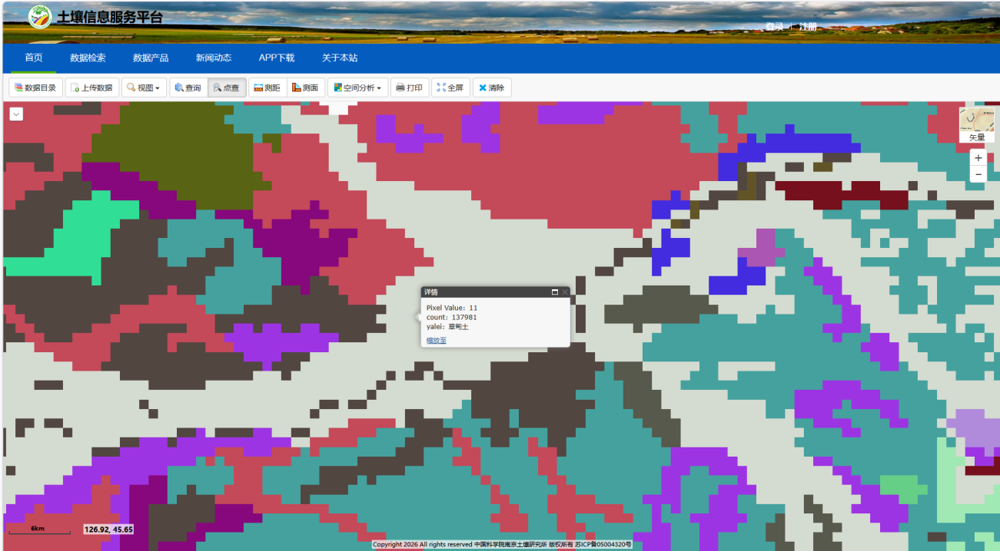 土壤信息服务平台
登录 | 注册
首页 数据检索 数据产品 新闻动态 APP下载 关于本站
数据目录 上传数据 视图 查询 点查 测距 测面 空间分析 打印 全屏 清除
矢量
+
−
详情
Pixel Value: 11
count: 137981
yalei: 草甸土
缩放至
6km
126.92, 45.65
Copyright 2026 All rights reserved 中国科学院南京土壤研究所 版权所有 苏ICP备05004320号